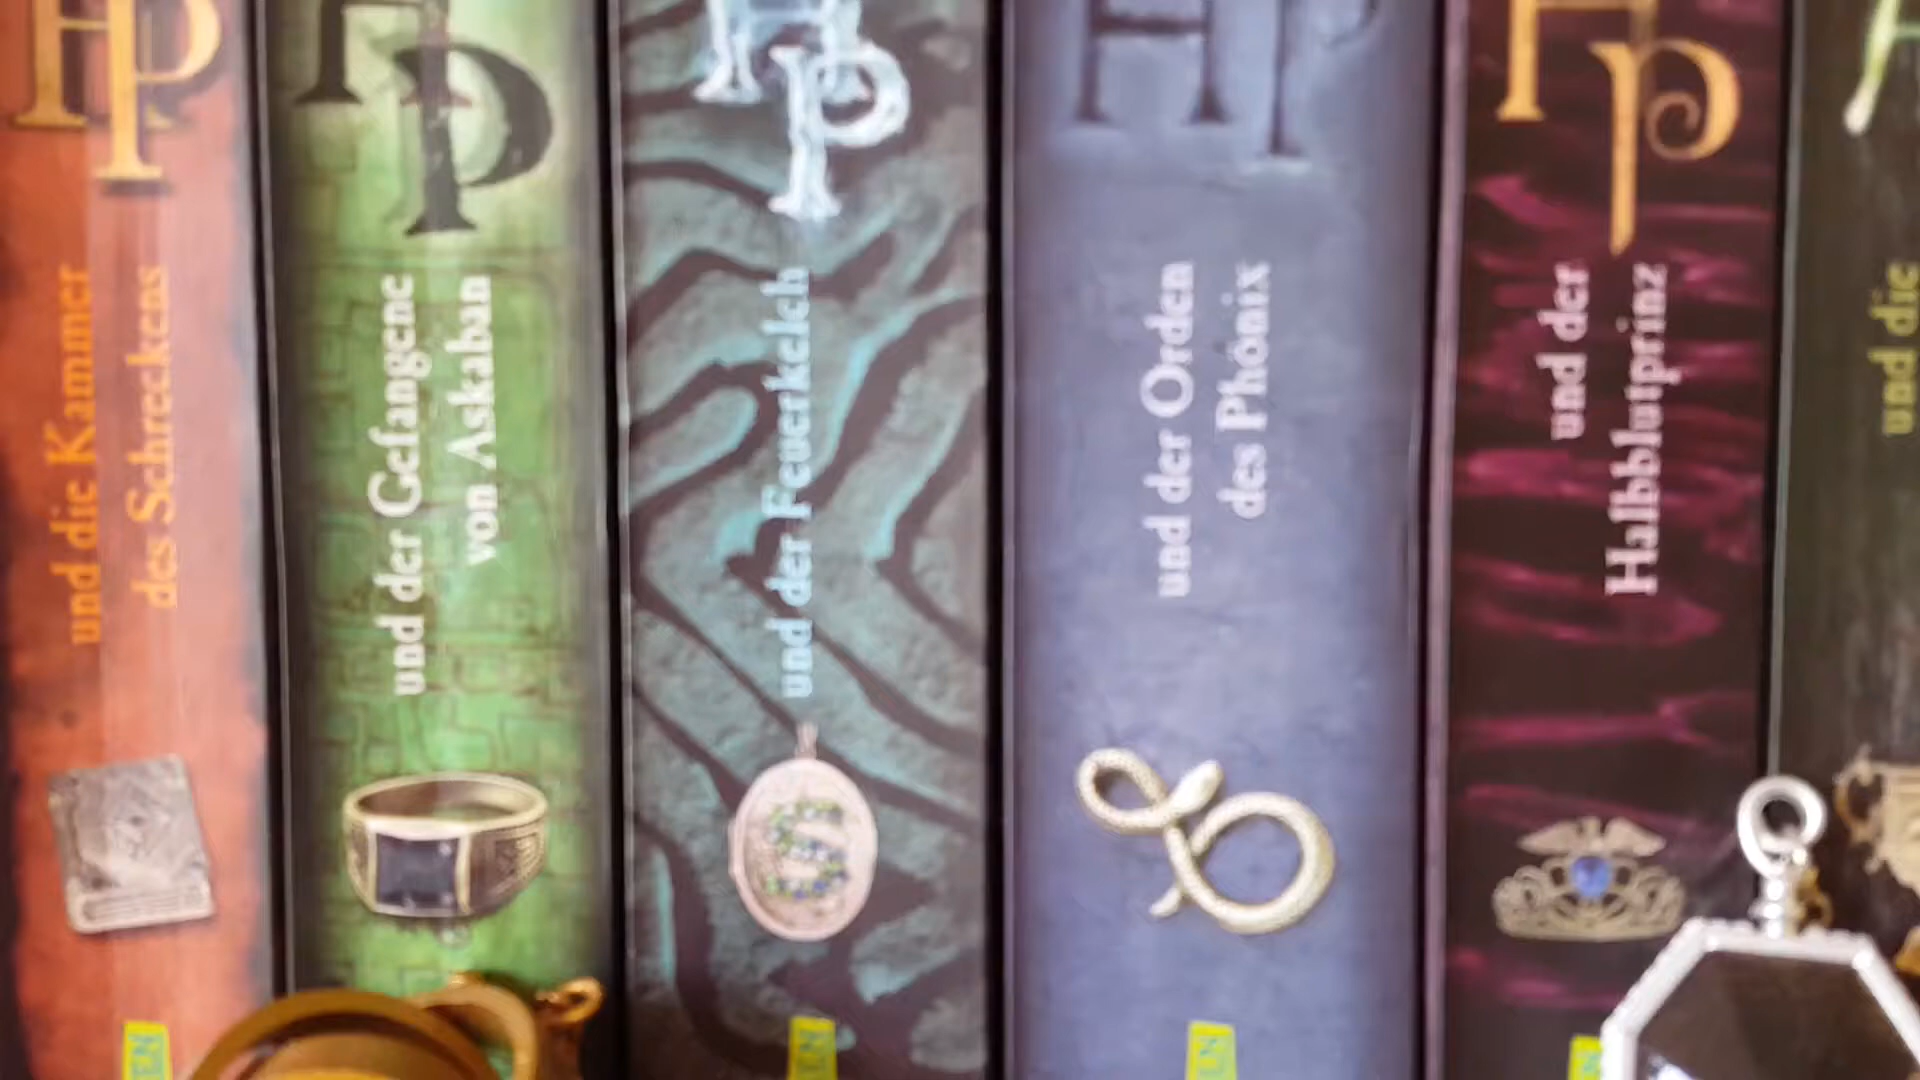 HP
und die Kammer
des Schreckens
HP
und der Gefangene
von Askaban
HP
und der Feuerkelch
HP
und der Orden
des Phönix
HP
und der
Halbblutprinz
und die